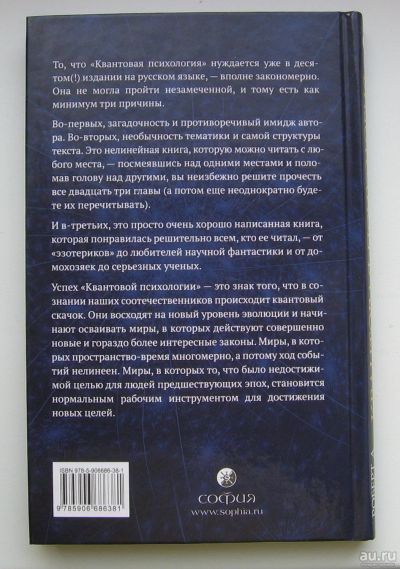 То, что «Квантовая психология» нуждается уже в деся-
том(!) издании на русском языке, — вполне закономерно.
Она не могла пройти незамеченной, и тому есть как
минимум три причины.
Во-первых, загадочность и противоречивый имидж авто-
ра. Во-вторых, необычность тематики и самой структуры
текста. Это нелинейная книга, которую можно читать с лю-
бого места, — посмеявшись над одними местами и поло-
мав голову над другими, вы неизбежно решите прочесть
все двадцать три главы (а потом еще неоднократно буде-
те их перечитывать).
И в-третьих, это просто очень хорошо написанная книга,
которая понравилась решительно всем, кто ее читал, — от
«эзотериков» до любителей научной фантастики и от до-
мохозяек до серьезных ученых.
Успех «Квантовой психологии» — это знак того, что в со-
знании наших соотечественников происходит квантовый
скачок. Они восходят на новый уровень эволюции и начи-
нают осваивать миры, в которых действуют совершенно
новые и гораздо более интересные законы. Миры, в ко-
торых пространство-время многомерно, а потому ход собы-
тий нелинеен. Миры, в которых то, что было недостижи-
мой целью для людей предшествующих эпох, становится
нормальным рабочим инструментом для достижения
новых целей.
ISBN 978-5-906686-38-1
9785906686381
СОФИЯ
www.sophia.ru
ROBERT A.
au.ru